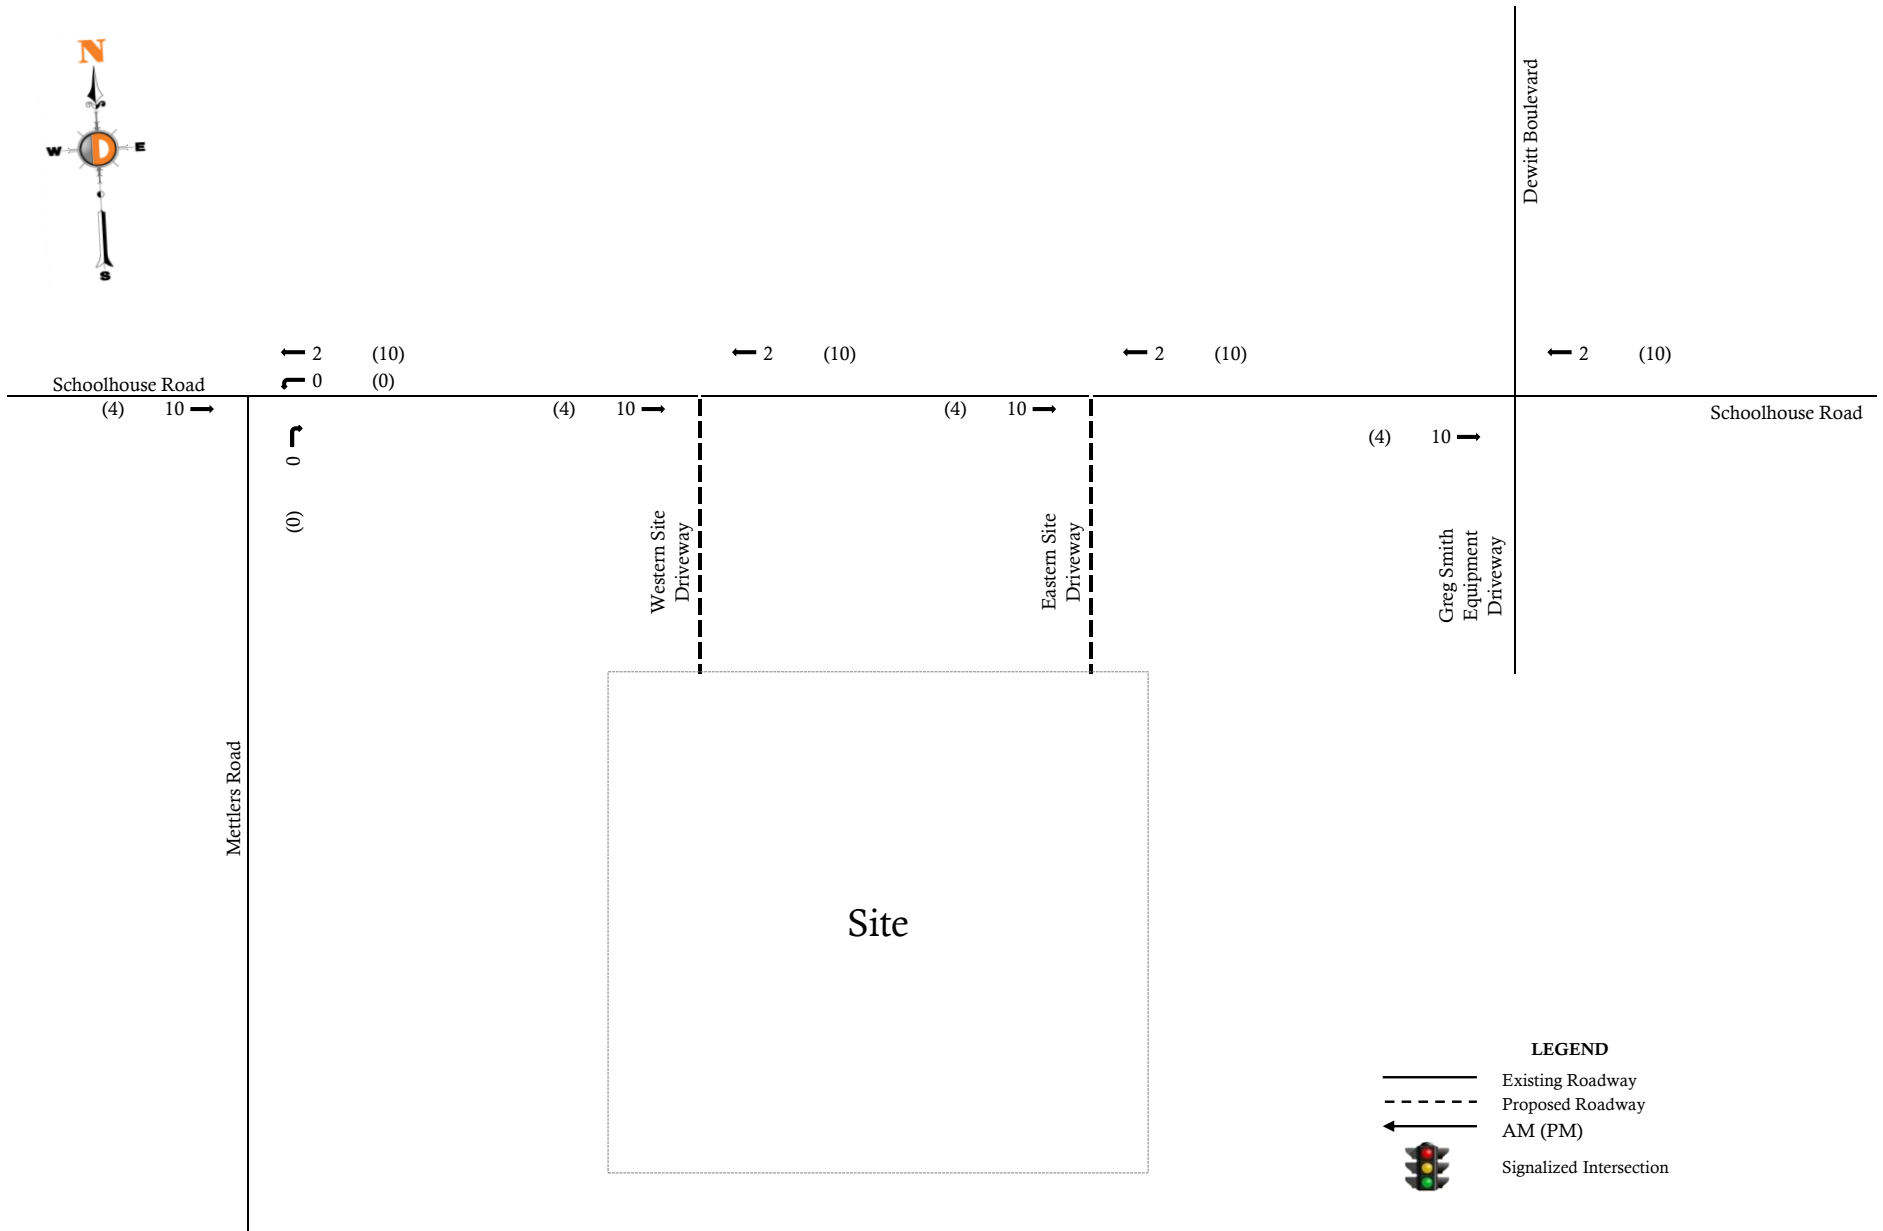 N
W
D
E
S
Dewitt Boulevard
2 (10)
2 (10)
2 (10)
2 (10)
0 (0)
Schoolhouse Road
(4) 10
(4) 10
(4) 10
Schoolhouse Road
(4) 10
0
(0)
Western Site
Driveway
Eastern Site
Driveway
Greg Smith
Equipment
Driveway
Mettlers Road
Site
LEGEND
Existing Roadway
Proposed Roadway
AM (PM)
Signalized Intersection